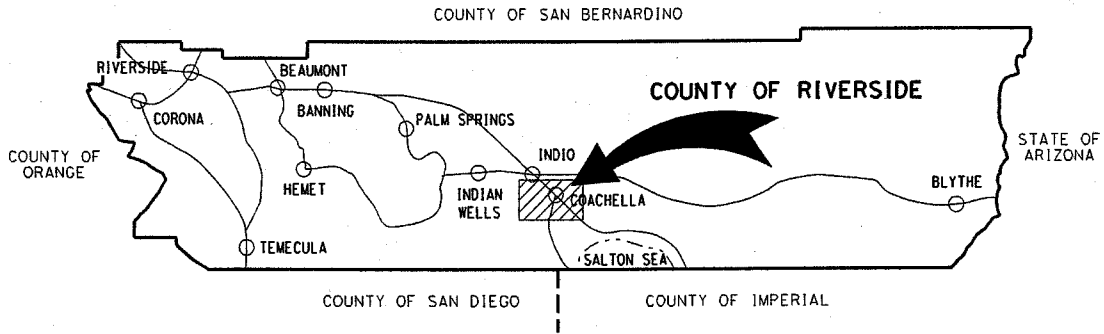 COUNTY OF SAN BERNARDINO
RIVERSIDE
BEAUMONT
COUNTY OF RIVERSIDE
CORONA
BANNING
PALM SPRINGS
STATE OF
ARIZONA
COUNTY OF
ORANGE
INDIO
HEMET
INDIAN
WELLS
COACHELLA
BLYTHE
TEMECULA
SALTON SEA
COUNTY OF SAN DIEGO
COUNTY OF IMPERIAL